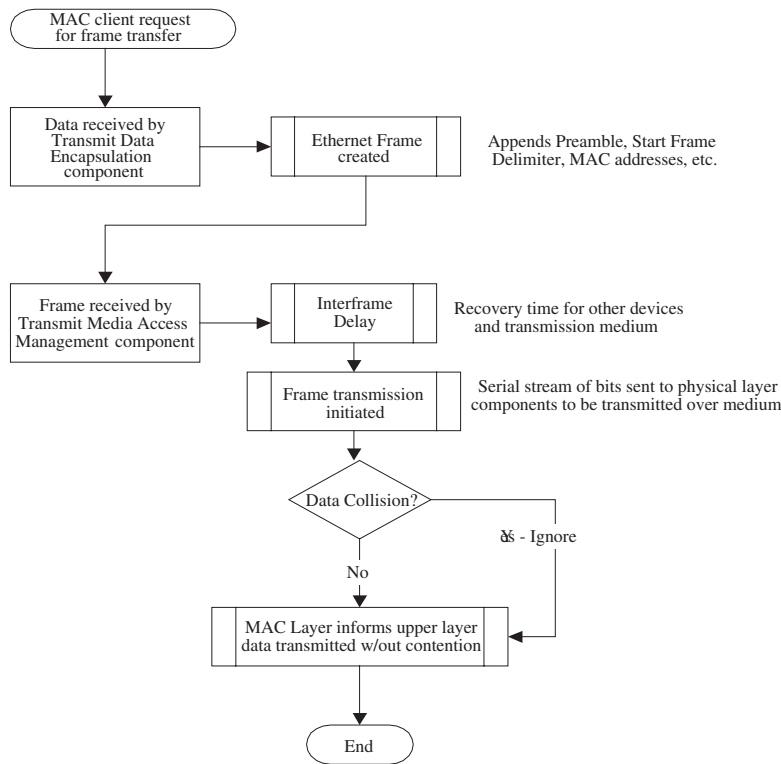 MAC client request
for frame transfer
Data received by
Transmit Data
Encapsulation
component
Ethernet Frame
created
Appends Preamble, Start Frame
Delimiter, MAC addresses, etc.
Frame received by
Transmit Media Access
Management component
Interframe
Delay
Recovery time for other devices
and transmission medium
Frame transmission
initiated
Serial stream of bits sent to physical layer
components to be transmitted over medium
Data Collision?
- Ignore
No
MAC Layer informs upper layer
data transmitted w/out contention
End